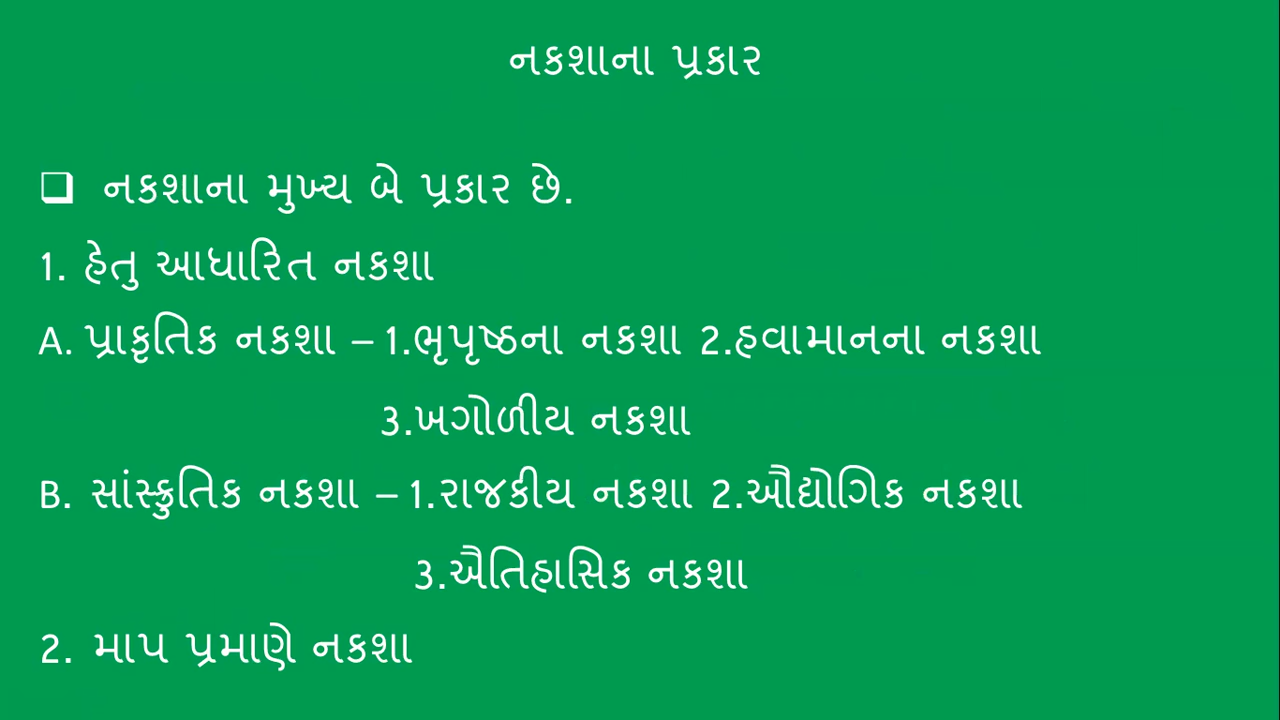 નકશાના પ્રકાર
❑ નકશાના મુખ્ય બે પ્રકાર છે.
1. હેતુ આધારિત નકશા
A. પ્રાકૃતિક નકશા – 1.ભૃપૃષ્ઠના નકશા 2.હવામાનના નકશા
3.ખગોળીય નકશા
B. સાંસ્ક્રુતિક નકશા – 1.રાજકીય નકશા 2.ઔદ્યોગિક નકશા
3.ઐતિહાસિક નકશા
2. માપ પ્રમાણે નકશા